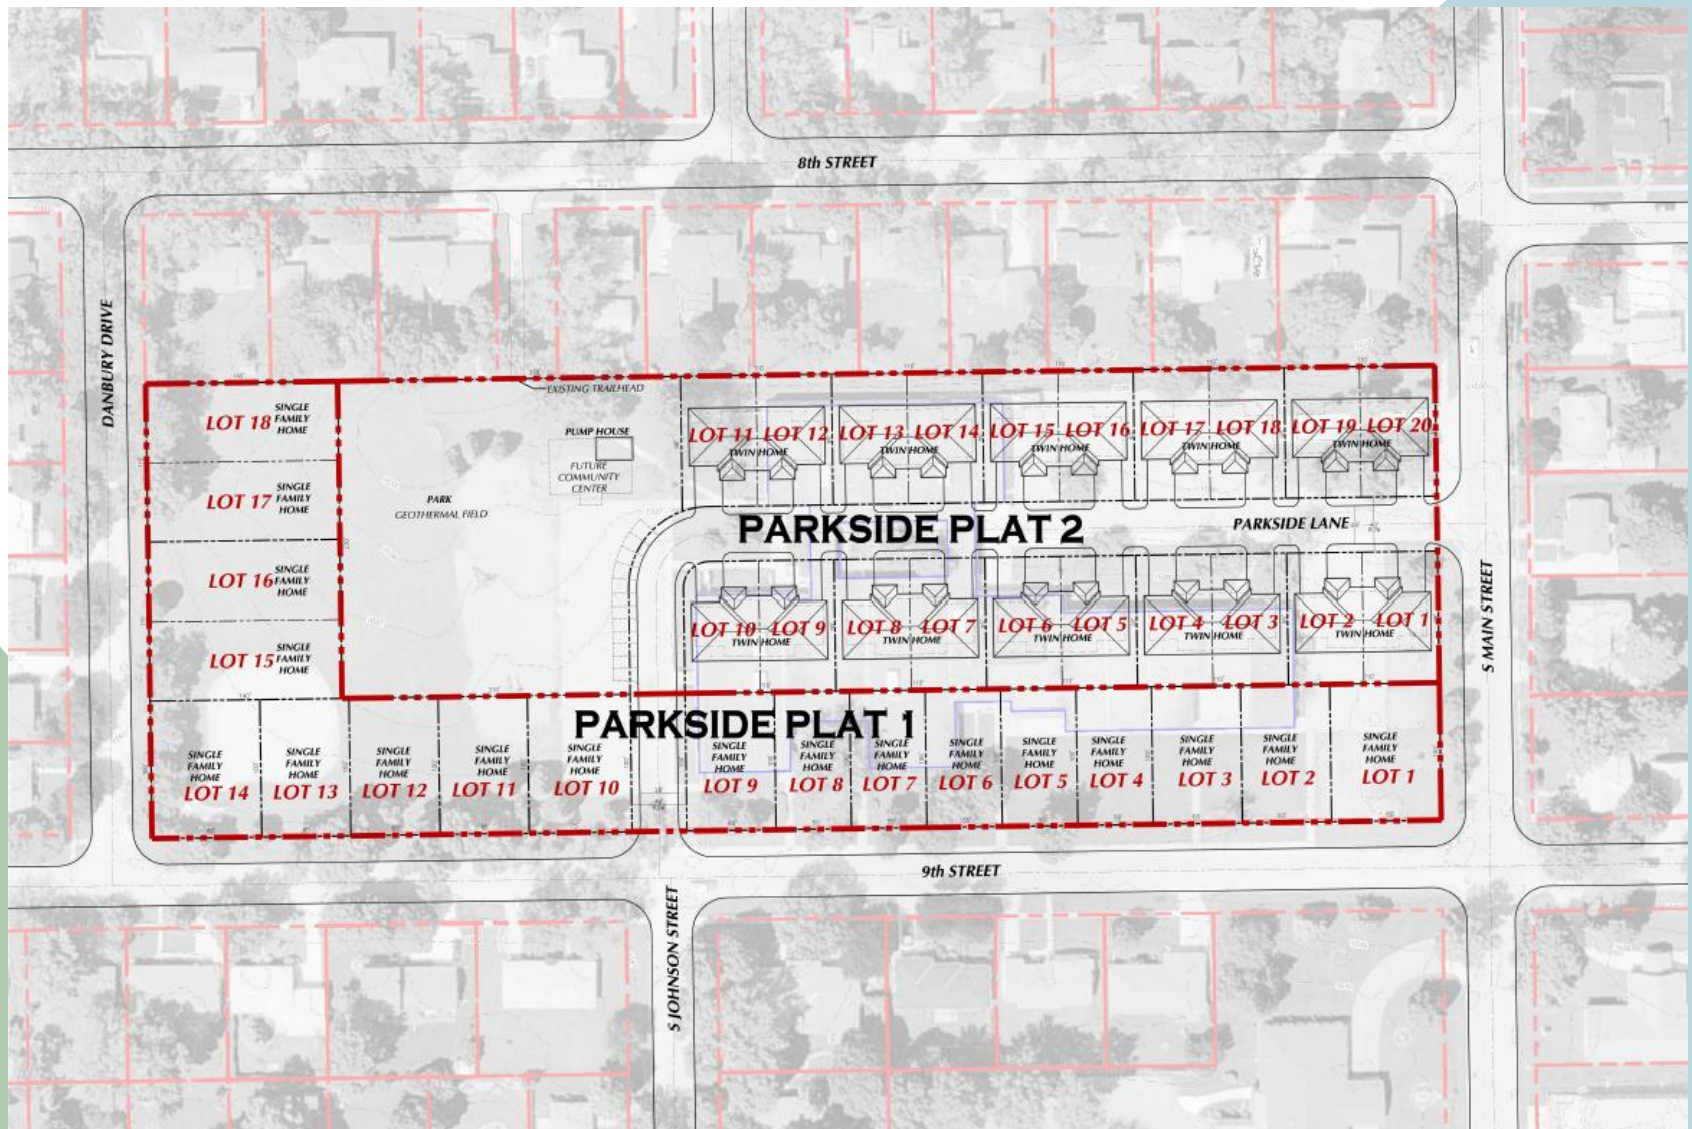 8th STREET
DANBURY DRIVE
EXISTING TRAILHEAD
LOT 18
SINGLE
FAMILY
HOME
PUMP HOUSE
FUTURE
COMMUNITY
CENTER
LOT 11 LOT 12
TWIN HOME
LOT 13 LOT 14
TWIN HOME
LOT 15 LOT 16
TWIN HOME
LOT 17 LOT 18
TWIN HOME
LOT 19 LOT 20
TWIN HOME
LOT 17
SINGLE
FAMILY
HOME
PARK
GEOTHERMAL FIELD
PARKSIDE PLAT 2
PARKSIDE LANE
LOT 16
SINGLE
FAMILY
HOME
LOT 10 LOT 9
TWIN HOME
LOT 8 LOT 7
TWIN HOME
LOT 6 LOT 5
TWIN HOME
LOT 4 LOT 3
TWIN HOME
LOT 2 LOT 1
TWIN HOME
S MAIN STREET
LOT 15
SINGLE
FAMILY
HOME
PARKSIDE PLAT 1
SINGLE
FAMILY
HOME
LOT 14
SINGLE
FAMILY
HOME
LOT 13
SINGLE
FAMILY
HOME
LOT 12
SINGLE
FAMILY
HOME
LOT 11
SINGLE
FAMILY
HOME
LOT 10
SINGLE
FAMILY
HOME
LOT 9
SINGLE
FAMILY
HOME
LOT 8
SINGLE
FAMILY
HOME
LOT 7
SINGLE
FAMILY
HOME
LOT 6
SINGLE
FAMILY
HOME
LOT 5
SINGLE
FAMILY
HOME
LOT 4
SINGLE
FAMILY
HOME
LOT 3
SINGLE
FAMILY
HOME
LOT 2
SINGLE
FAMILY
HOME
LOT 1
9th STREET
S JOHNSON STREET